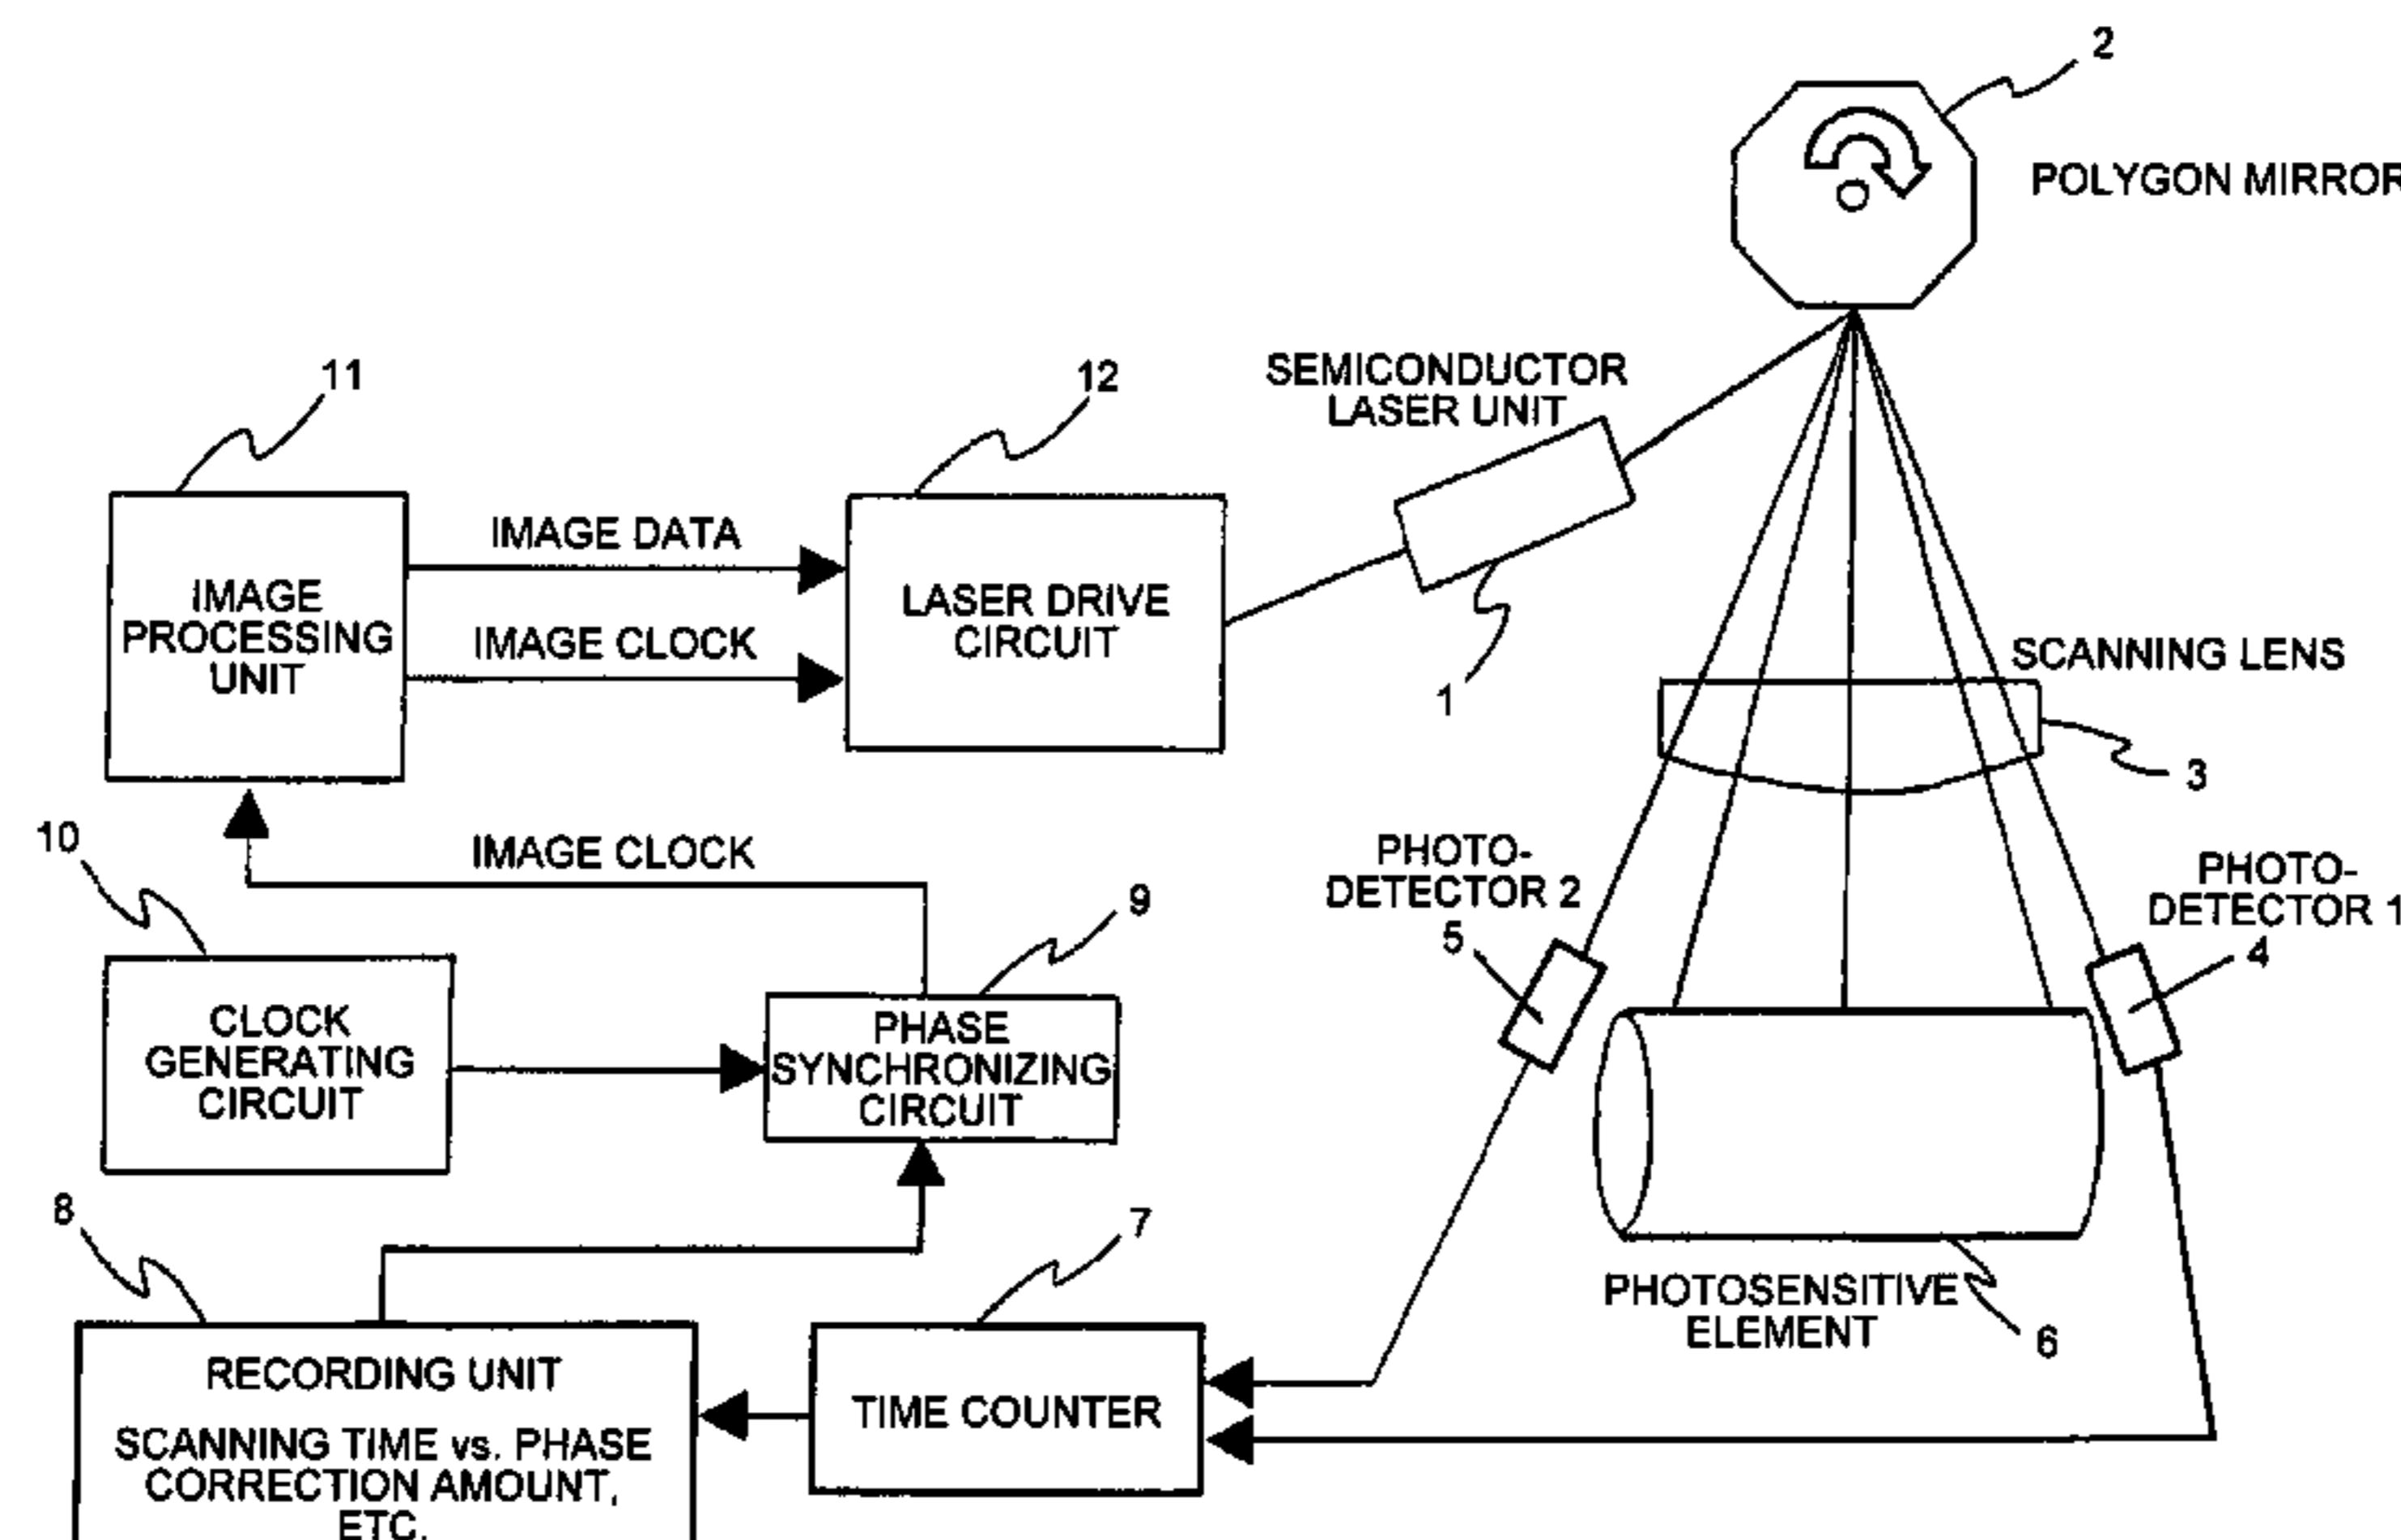 2
POLYGON MIRROR
11
12
SEMICONDUCTOR
LASER UNIT
IMAGE DATA
IMAGE
PROCESSING
UNIT
IMAGE CLOCK
LASER DRIVE
CIRCUIT
1
SCANNING LENS
3
10
IMAGE CLOCK
9
PHOTO-
DETECTOR 2
5
PHOTO-
DETECTOR 1
4
CLOCK
GENERATING
CIRCUIT
PHASE
SYNCHRONIZING
CIRCUIT
8
7
PHOTOSENSITIVE
ELEMENT
6
RECORDING UNIT
SCANNING TIME vs. PHASE
CORRECTION AMOUNT,
ETC.
TIME COUNTER